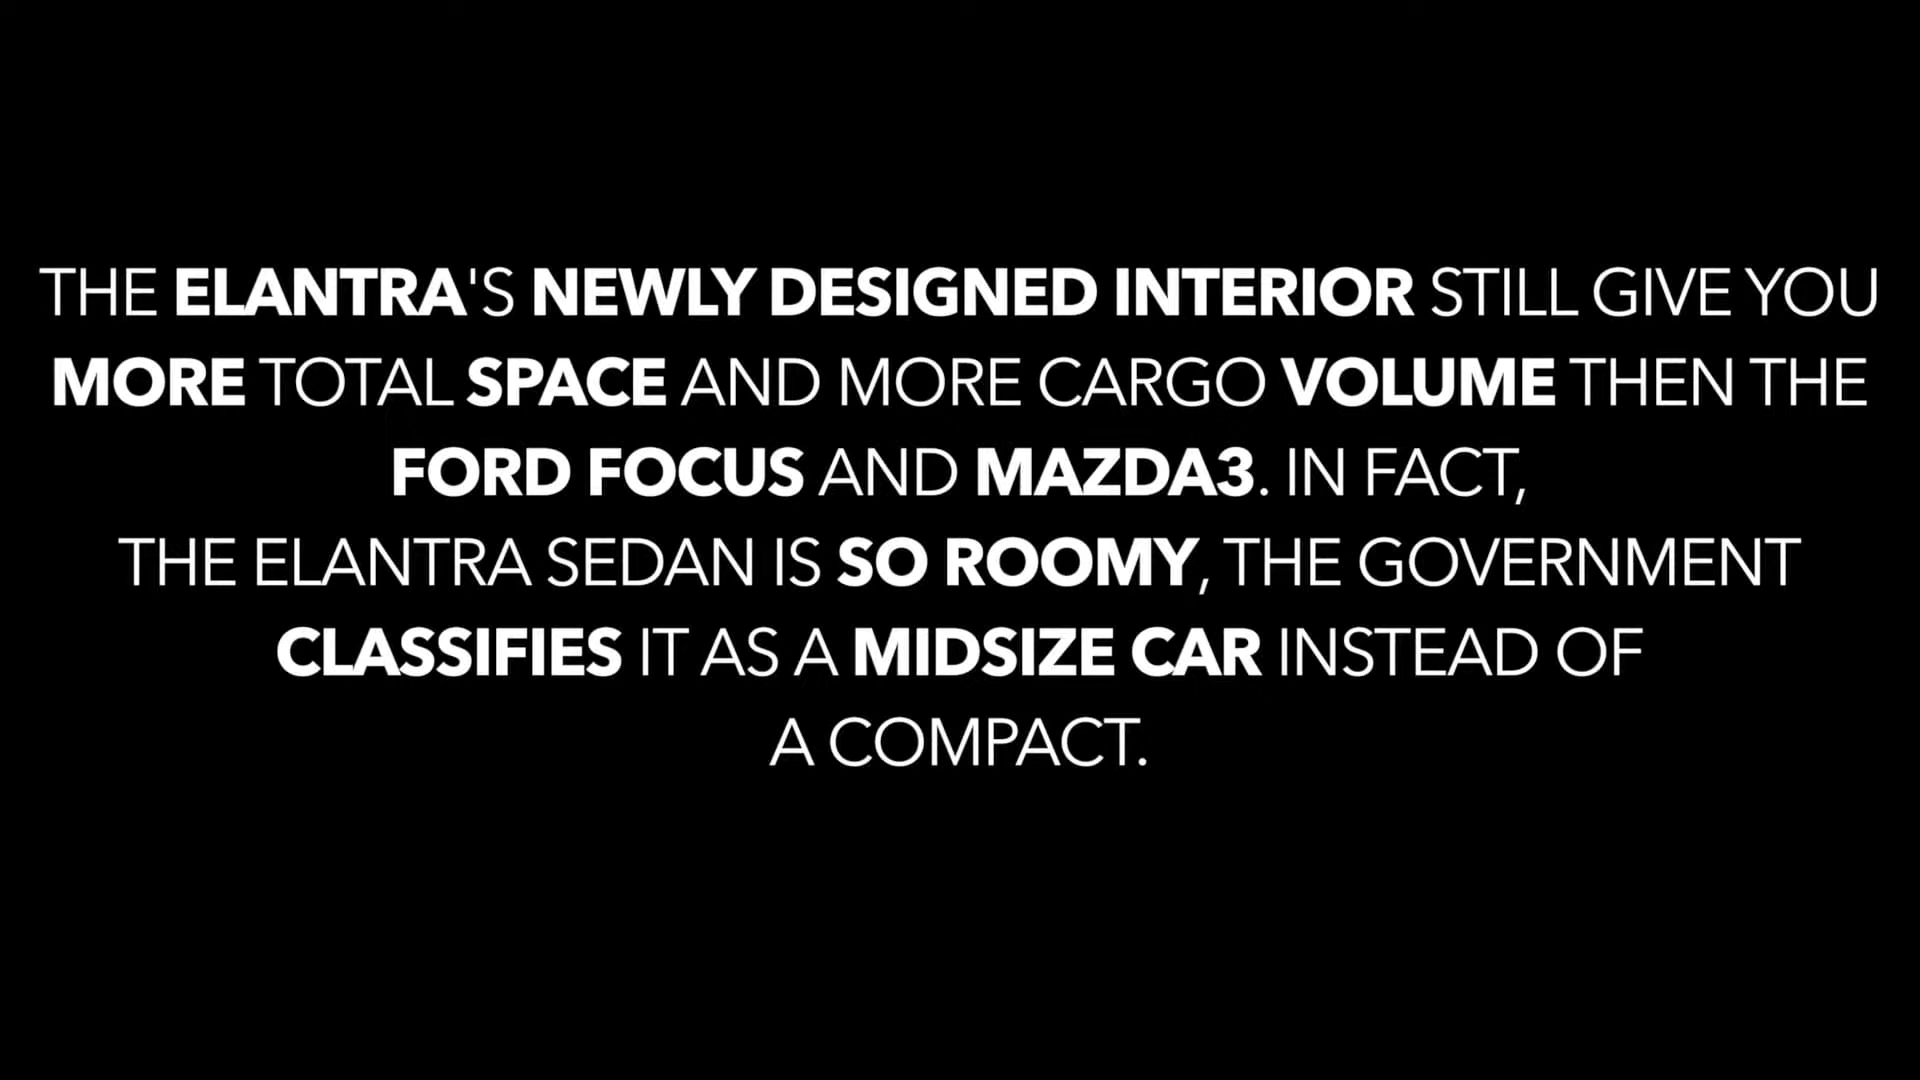 THE ELANTRA'S NEWLY DESIGNED INTERIOR STILL GIVE YOU
MORE TOTAL SPACE AND MORE CARGO VOLUME THEN THE
FORD FOCUS AND MAZDA3. IN FACT,
THE ELANTRA SEDAN IS SO ROOMY, THE GOVERNMENT
CLASSIFIES IT AS A MIDSIZE CAR INSTEAD OF
A COMPACT.